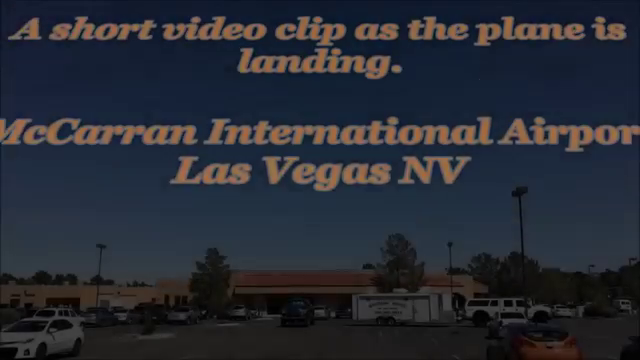 A short video clip as the plane is
landing.
McCarran International Airpor
Las Vegas NV